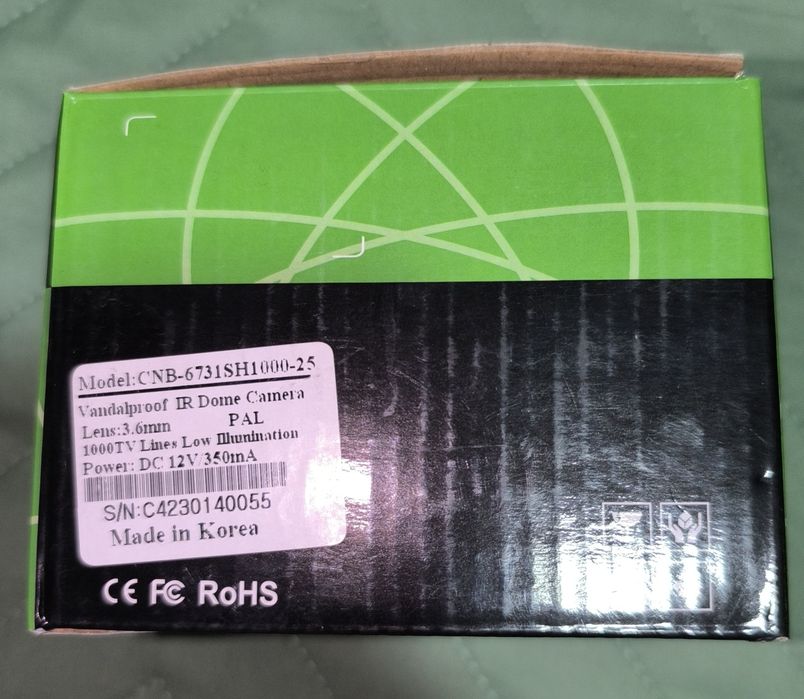 Model:CNB-6731SH1000-25
Vandalproof IR Dome Camera
Lens:3.6mm PAL
1000TV Lines Low Illumination
Power: DC 12V/350mA
S/N:C4230140055
Made in Korea
CE FC RoHS